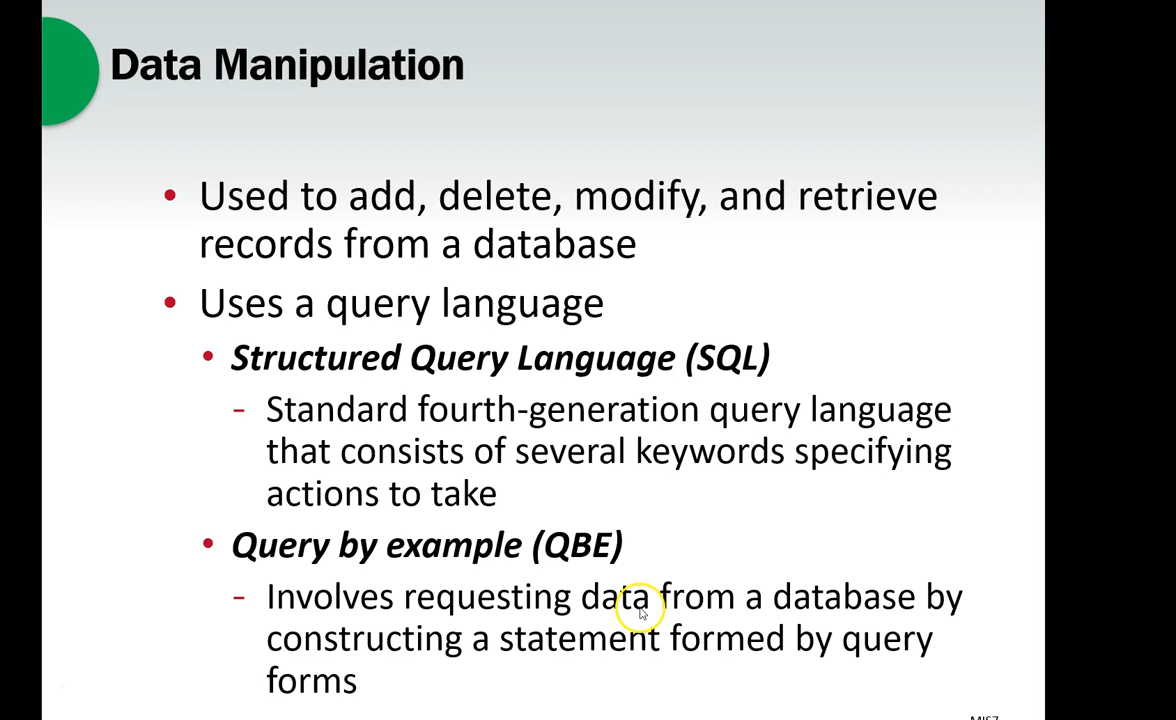 Data Manipulation
• Used to add, delete, modify, and retrieve
records from a database
• Uses a query language
• Structured Query Language (SQL)
- Standard fourth-generation query language
that consists of several keywords specifying
actions to take
• Query by example (QBE)
- Involves requesting data from a database by
constructing a statement formed by query
forms